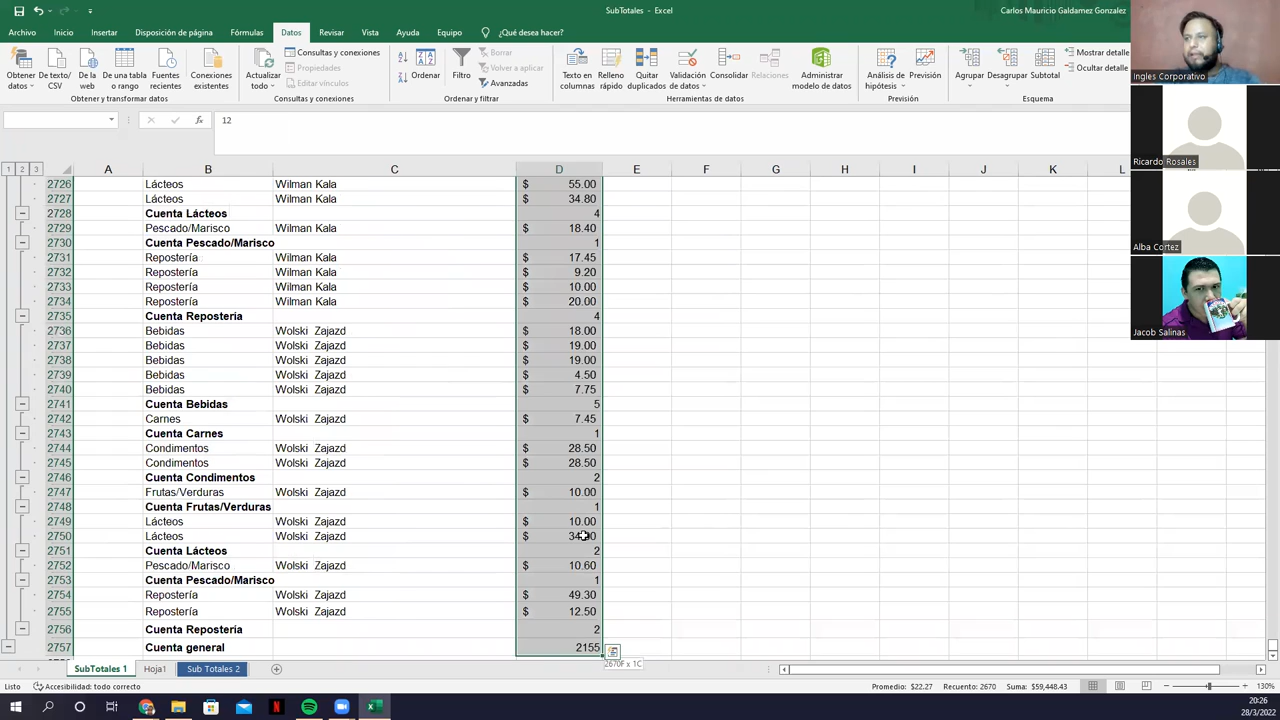 SubTotales - Excel
Carlos Mauricio Galdamez Gonzalez
Archivo Inicio Insertar Disposición de página Fórmulas Datos Revisar Vista Ayuda Equipo ¿Qué desea hacer?
Obtener datos
De texto/CSV
De la web
De una tabla o rango
Fuentes recientes
Conexiones existentes
Obtener y transformar datos
Actualizar todo
Consultas y conexiones
Propiedades
Editar vínculos
Consultas y conexiones
Ordenar
Filtro
Borrar
Volver a aplicar
Avanzadas
Ordenar y filtrar
Texto en columnas
Relleno rápido
Quitar duplicados
Validación de datos
Consolidar
Relaciones
Administrar modelo de datos
Herramientas de datos
Análisis de hipótesis
Previsión
Previsión
Agrupar
Desagrupar
Subtotal
Mostrar detalle
Ocultar detalle
Esquema
Ingles Corporativo
Ricardo Rosales
Alba Cortez
Jacob Salinas
fx 12
1 2 3
A B C D E F G H I J K L
2726 Lácteos Wilman Kala $ 55.00
2727 Lácteos Wilman Kala $ 34.80
2728 Cuenta Lácteos 4
2729 Pescado/Marisco Wilman Kala $ 18.40
2730 Cuenta Pescado/Marisco 1
2731 Repostería Wilman Kala $ 17.45
2732 Repostería Wilman Kala $ 9.20
2733 Repostería Wilman Kala $ 10.00
2734 Repostería Wilman Kala $ 20.00
2735 Cuenta Repostería 4
2736 Bebidas Wolski Zajazd $ 18.00
2737 Bebidas Wolski Zajazd $ 19.00
2738 Bebidas Wolski Zajazd $ 19.00
2739 Bebidas Wolski Zajazd $ 4.50
2740 Bebidas Wolski Zajazd $ 7.75
2741 Cuenta Bebidas 5
2742 Carnes Wolski Zajazd $ 7.45
2743 Cuenta Carnes 1
2744 Condimentos Wolski Zajazd $ 28.50
2745 Condimentos Wolski Zajazd $ 28.50
2746 Cuenta Condimentos 2
2747 Frutas/Verduras Wolski Zajazd $ 10.00
2748 Cuenta Frutas/Verduras 1
2749 Lácteos Wolski Zajazd $ 10.00
2750 Lácteos Wolski Zajazd $
2751 Cuenta Lácteos 2
2752 Pescado/Marisco Wolski Zajazd $ 10.60
2753 Cuenta Pescado/Marisco 1
2754 Repostería Wolski Zajazd $ 49.30
2755 Repostería Wolski Zajazd $ 12.50
2756 Cuenta Repostería 2
2757 Cuenta general 2155
2670F x 1C
SubTotales 1 Hoja1 Sub Totales 2
Listo Accesibilidad: todo correcto Promedio: $22.27 Recuento: 2670 Suma: $59,448.43 130%
20:26
28/3/2022